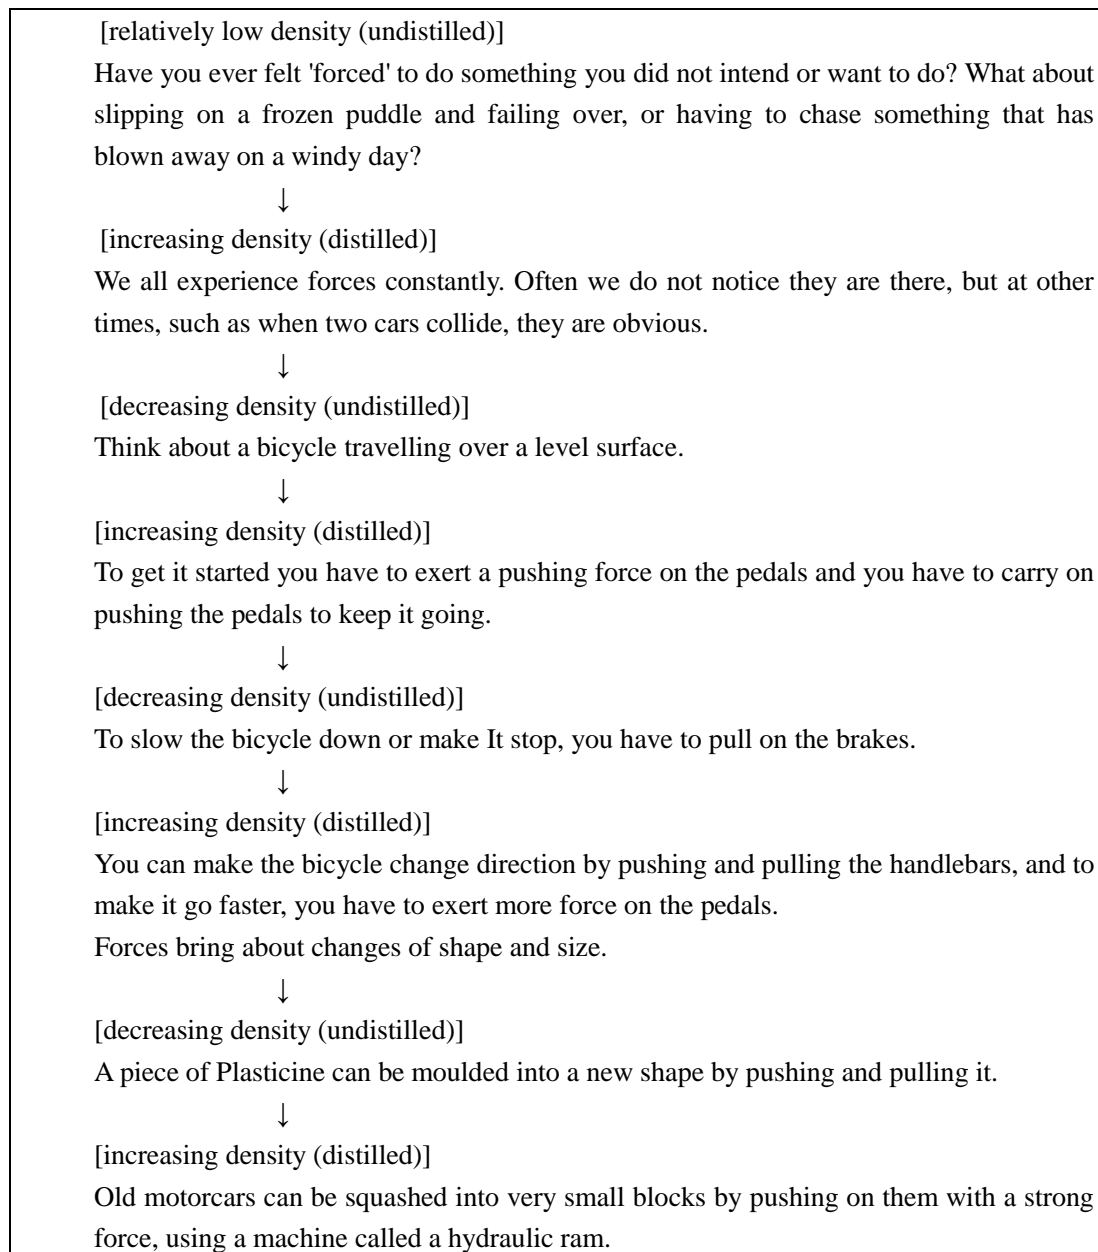 [relatively low density (undistilled)]
Have you ever felt 'forced' to do something you did not intend or want to do? What about
slipping on a frozen puddle and failing over, or having to chase something that has
blown away on a windy day?
↓
[increasing density (distilled)]
We all experience forces constantly. Often we do not notice they are there, but at other
times, such as when two cars collide, they are obvious.
↓
[decreasing density (undistilled)]
Think about a bicycle travelling over a level surface.
↓
[increasing density (distilled)]
To get it started you have to exert a pushing force on the pedals and you have to carry on
pushing the pedals to keep it going.
↓
[decreasing density (undistilled)]
To slow the bicycle down or make It stop, you have to pull on the brakes.
↓
[increasing density (distilled)]
You can make the bicycle change direction by pushing and pulling the handlebars, and to
make it go faster, you have to exert more force on the pedals.
Forces bring about changes of shape and size.
↓
[decreasing density (undistilled)]
A piece of Plasticine can be moulded into a new shape by pushing and pulling it.
↓
[increasing density (distilled)]
Old motorcars can be squashed into very small blocks by pushing on them with a strong
force, using a machine called a hydraulic ram.